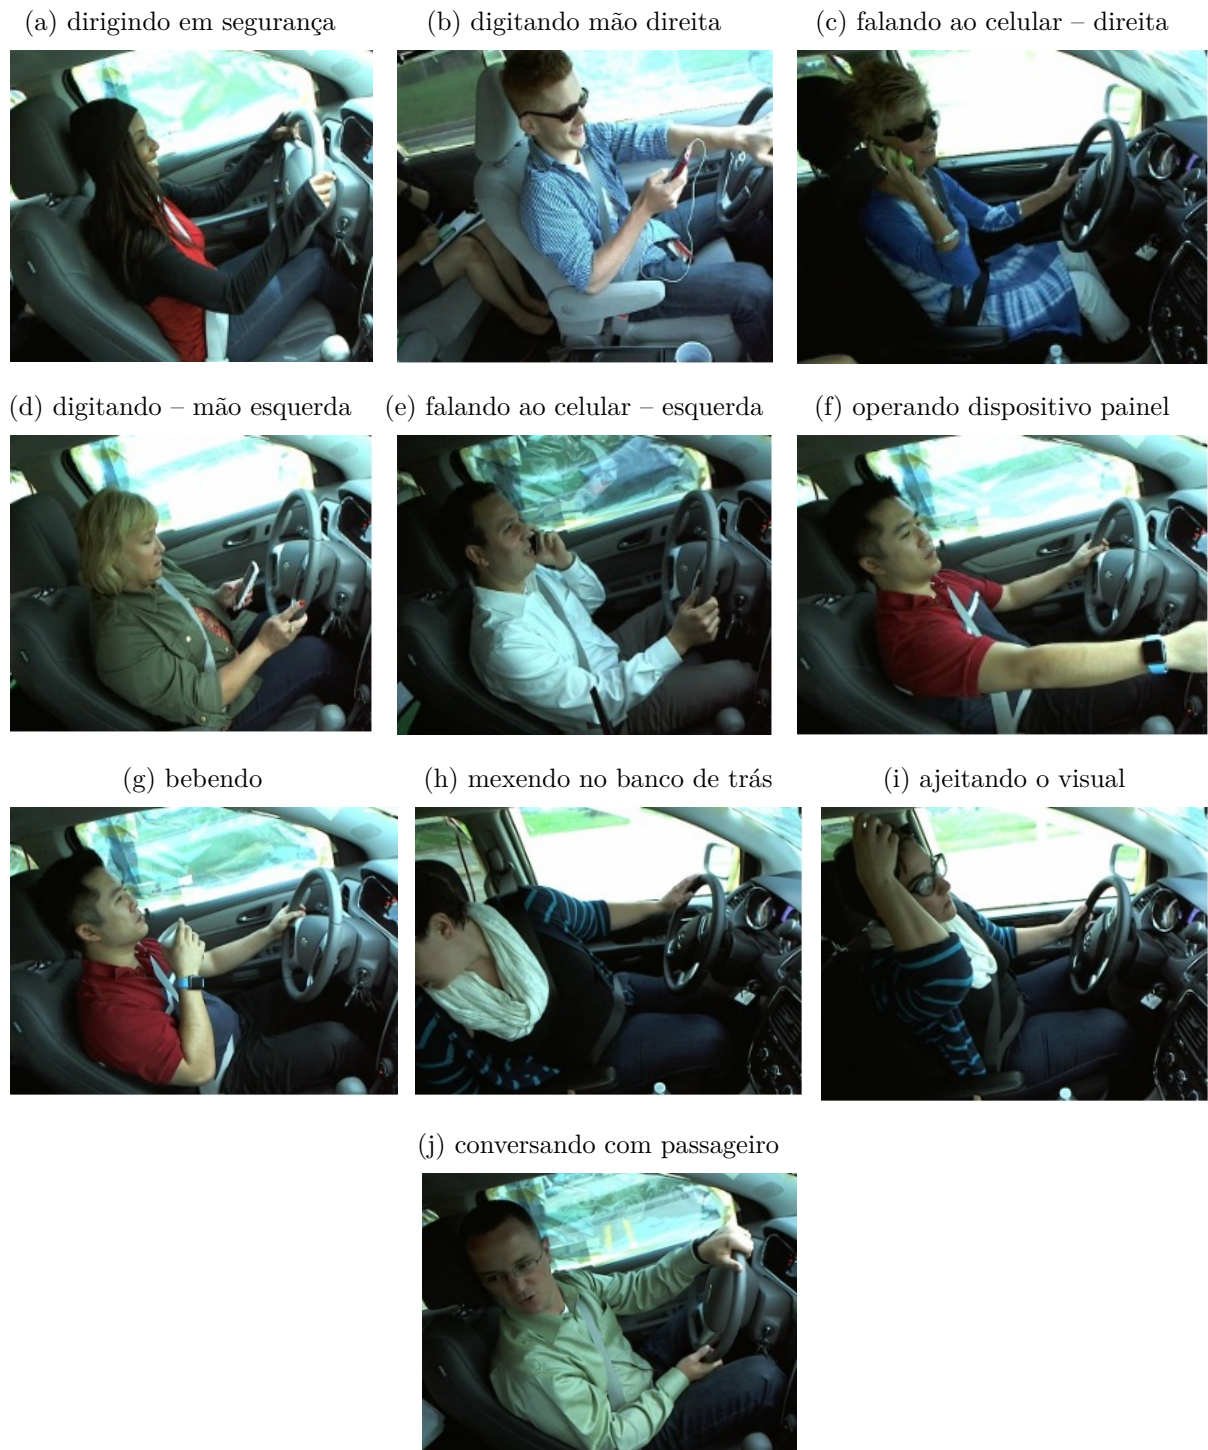 (a) dirigindo em segurança
(b) digitando mão direita
(c) falando ao celular – direita
(d) digitando – mão esquerda
(e) falando ao celular – esquerda
(f) operando dispositivo painel
(g) bebendo
(h) mexendo no banco de trás
(i) ajeitando o visual
(j) conversando com passageiro